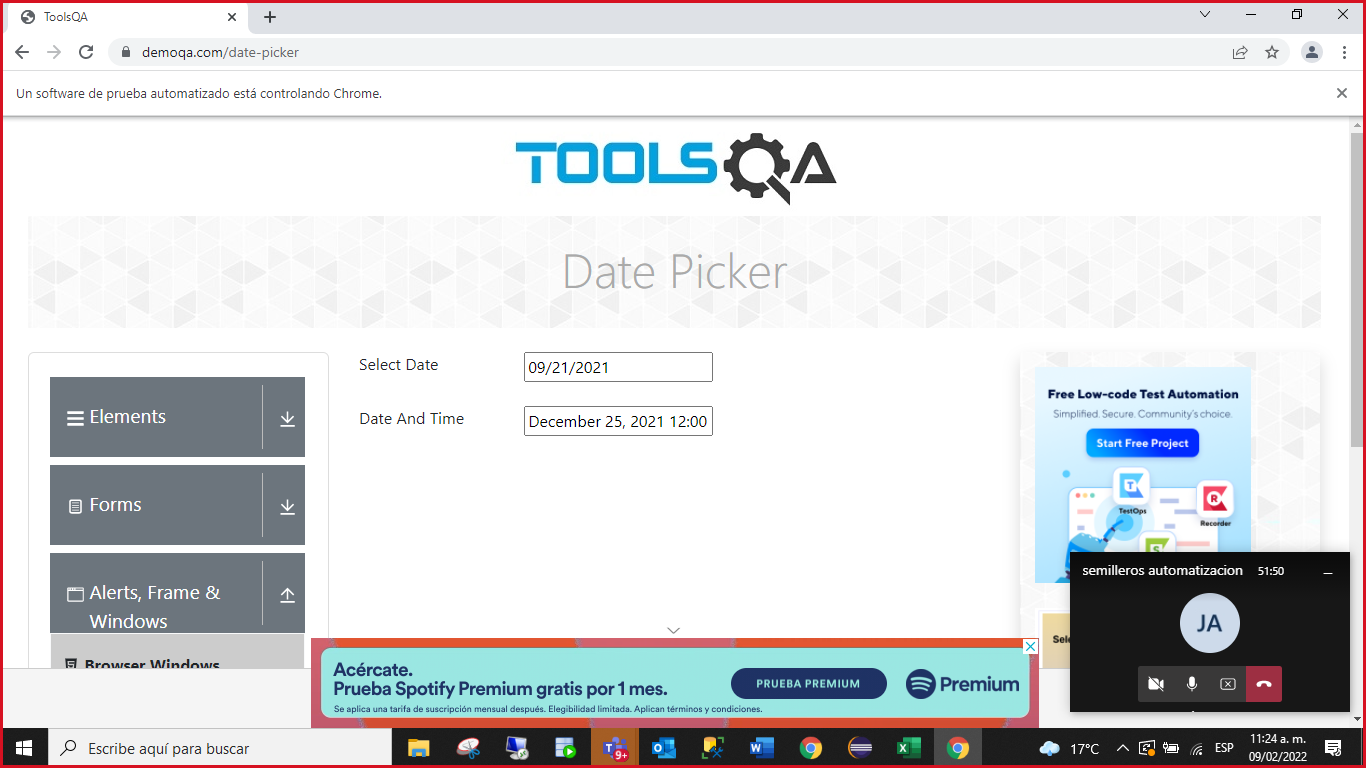 ToolsQA
demoqa.com/date-picker
Un software de prueba automatizado está controlando Chrome.
TOOLSQA
Date Picker
Elements
Forms
Alerts, Frame &
Windows
Browser Windows
Select Date
09/21/2021
Date And Time
December 25, 2021 12:00
Free Low-code Test Automation
Simplified. Secure. Community's choice.
Start Free Project
TestOps
Recorder
Sele
semilleros automatizacion 51:50
JA
Acércate.
Prueba Spotify Premium gratis por 1 mes.
Se aplica una tarifa de suscripción mensual después. Elegibilidad limitada. Aplican términos y condiciones.
PRUEBA PREMIUM
Premium
Escribe aquí para buscar
9+
17°C
ESP
11:24 a. m.
09/02/2022